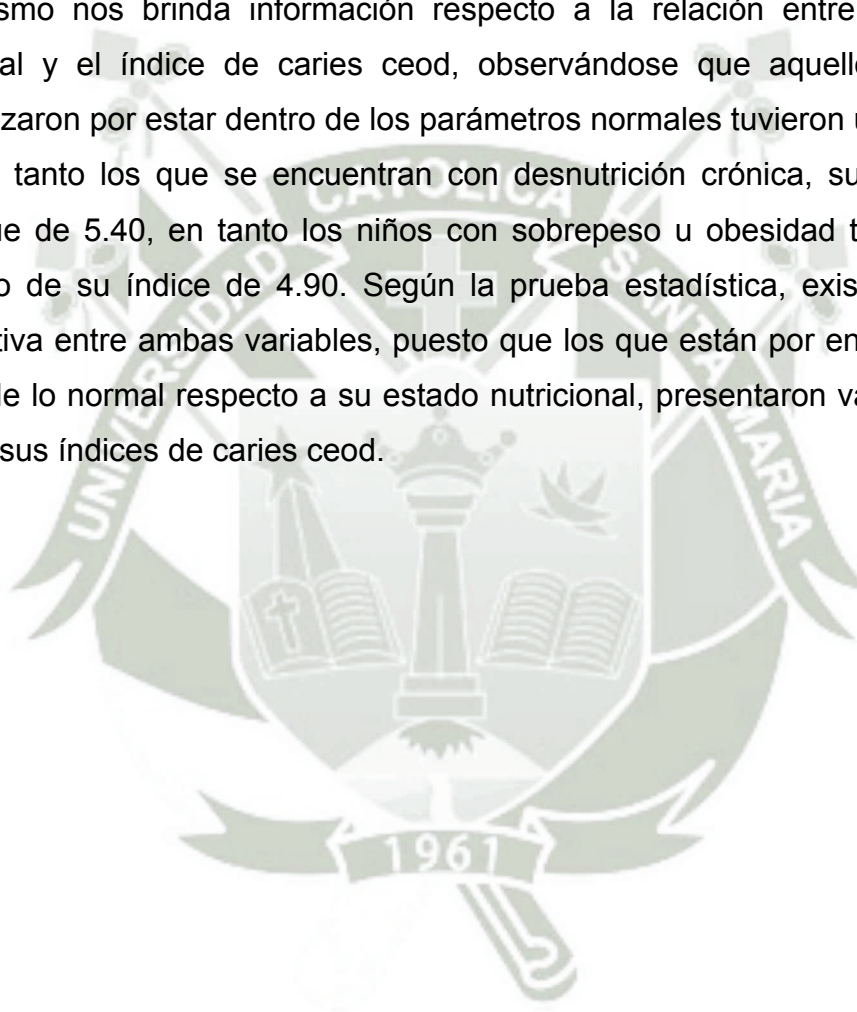 smo nos brinda información respecto a la relación entre
al y el índice de caries ceod, observándose que aquell
zaron por estar dentro de los parámetros normales tuvieron
tanto los que se encuentran con desnutrición crónica, su
ue de 5.40, en tanto los niños con sobrepeso u obesidad t
o de su índice de 4.90. Según la prueba estadística, exis
tiva entre ambas variables, puesto que los que están por en
de lo normal respecto a su estado nutricional, presentaron va
sus índices de caries ceod.
UNIVERSIDAD CATOLICA SANTA MARIA
1961